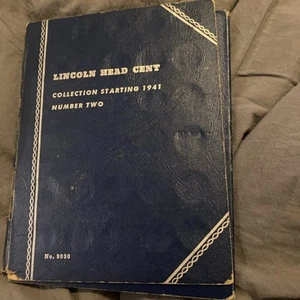 LINCOLN HEAD CENT
COLLECTION STARTING 1941
NUMBER TWO
No. 9030